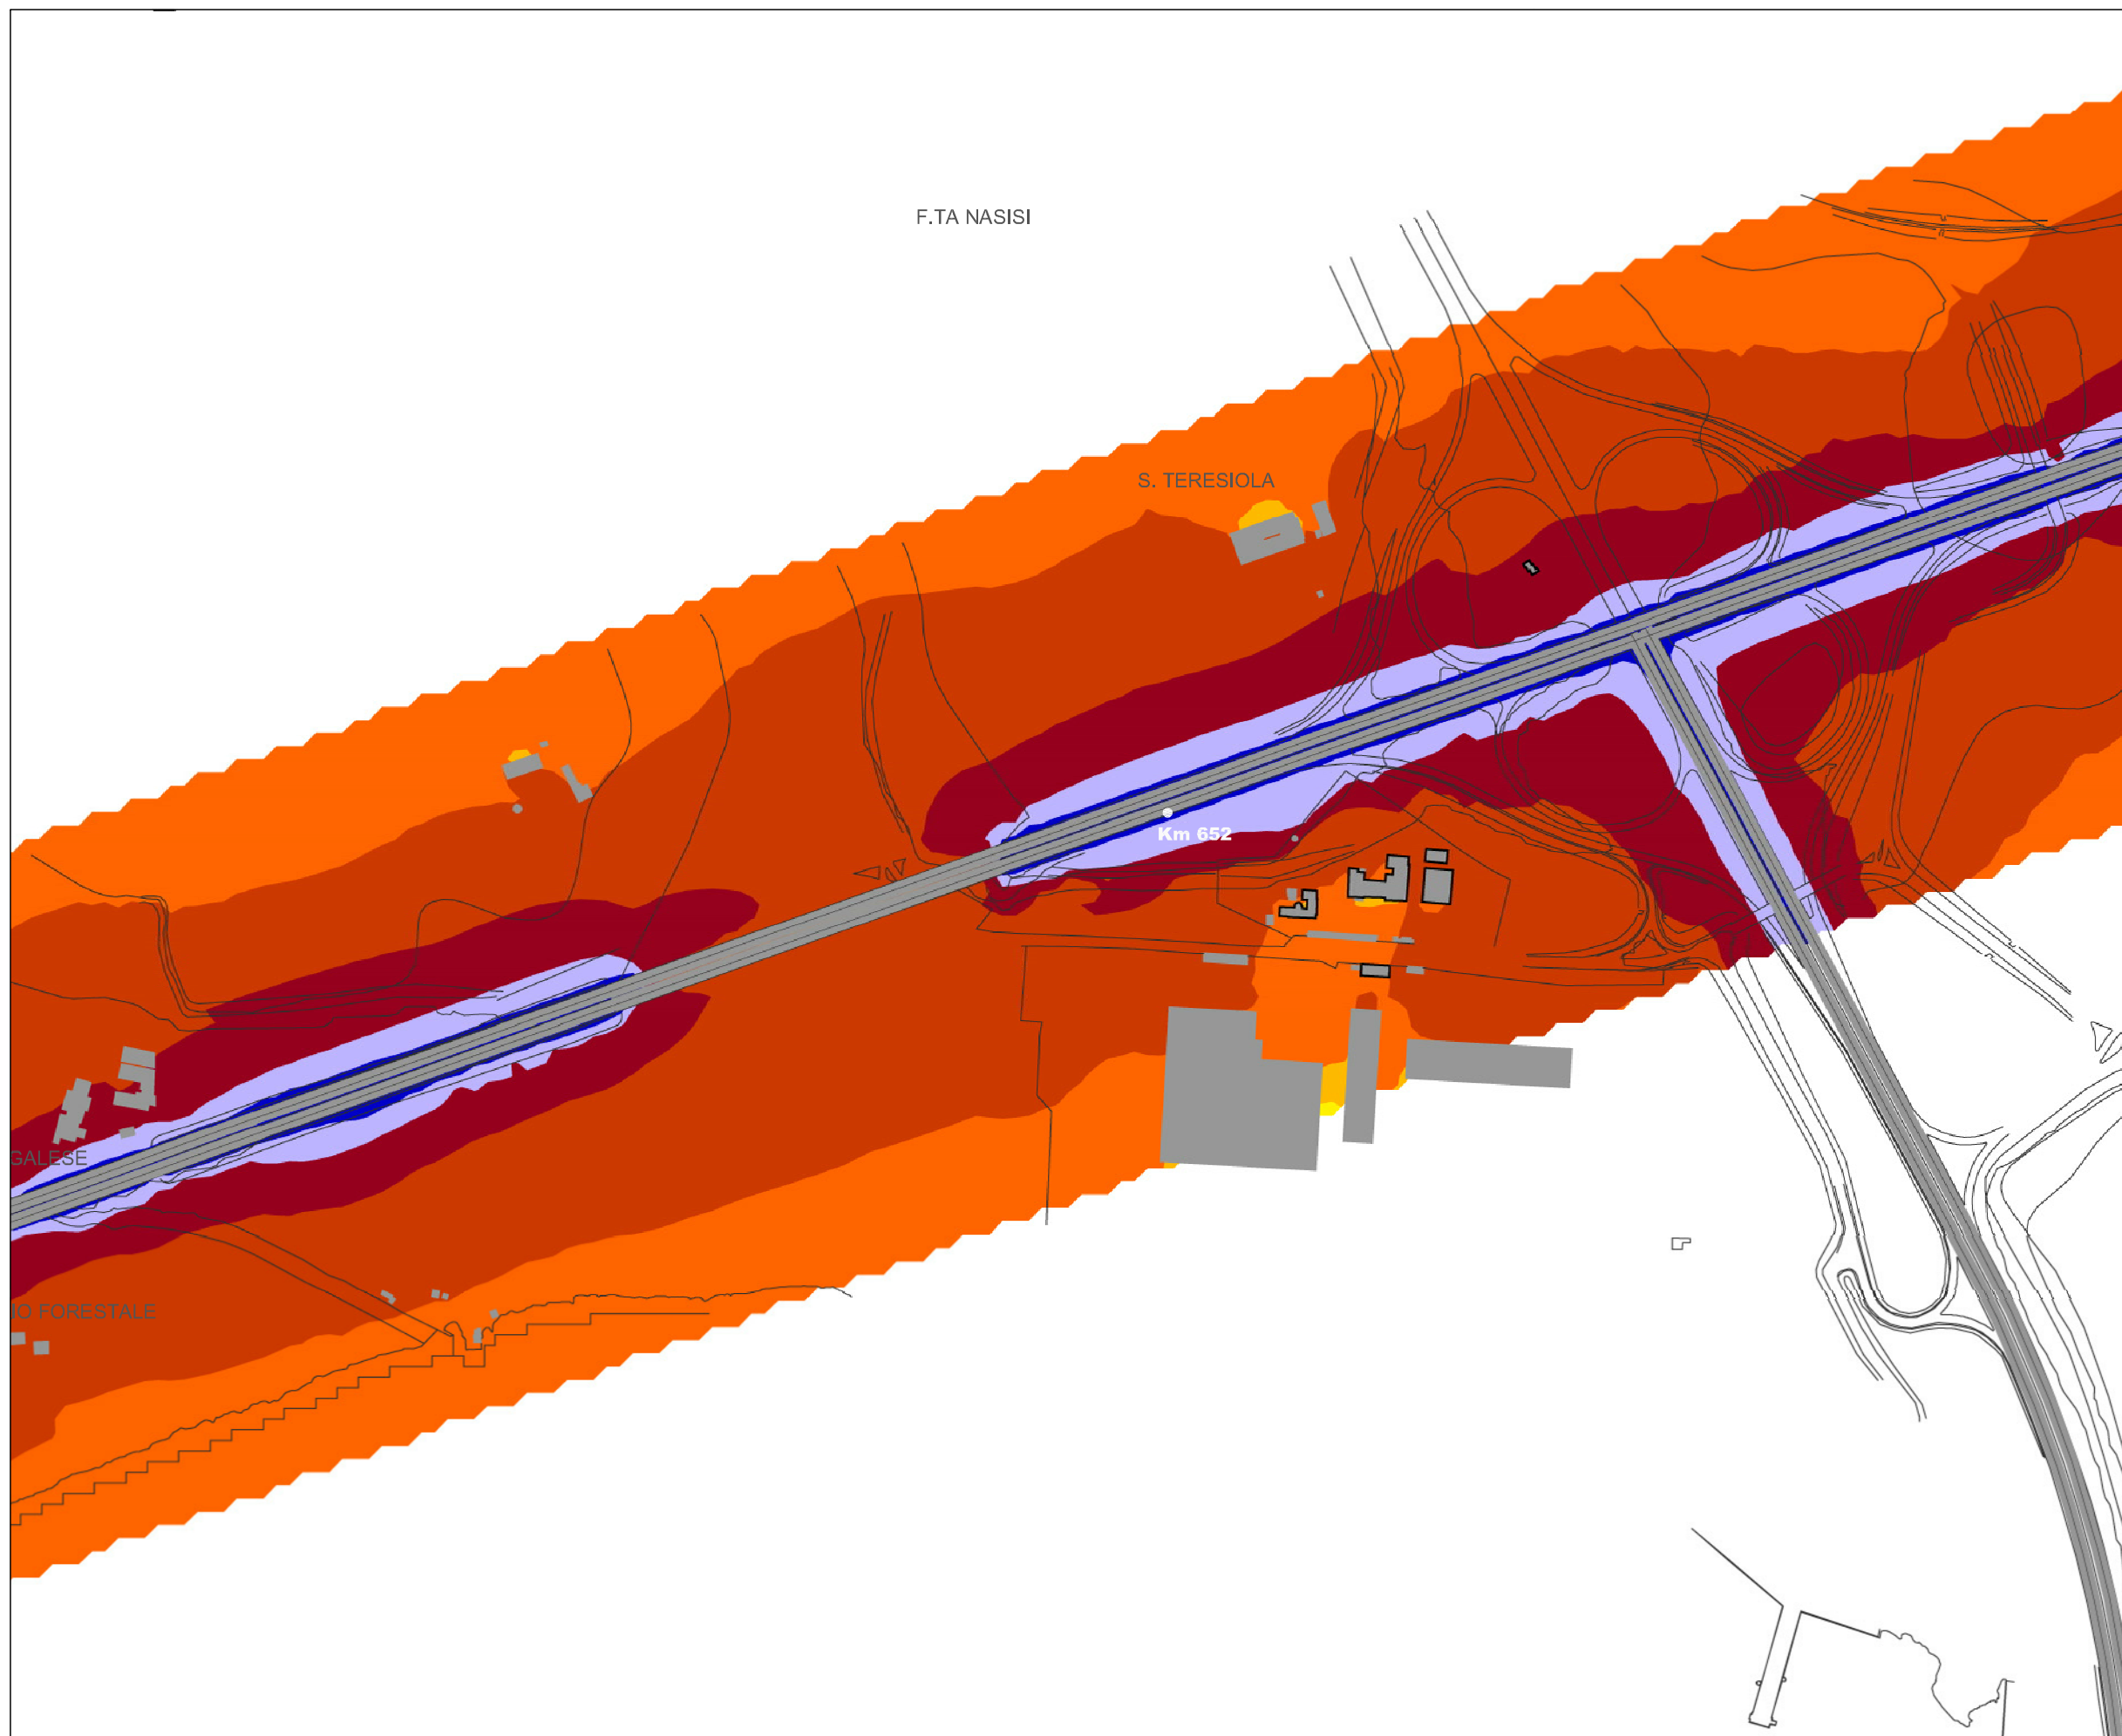 F.TA NASISI
S. TERESIOLA
Km 652
GALESE
IO FORESTALE